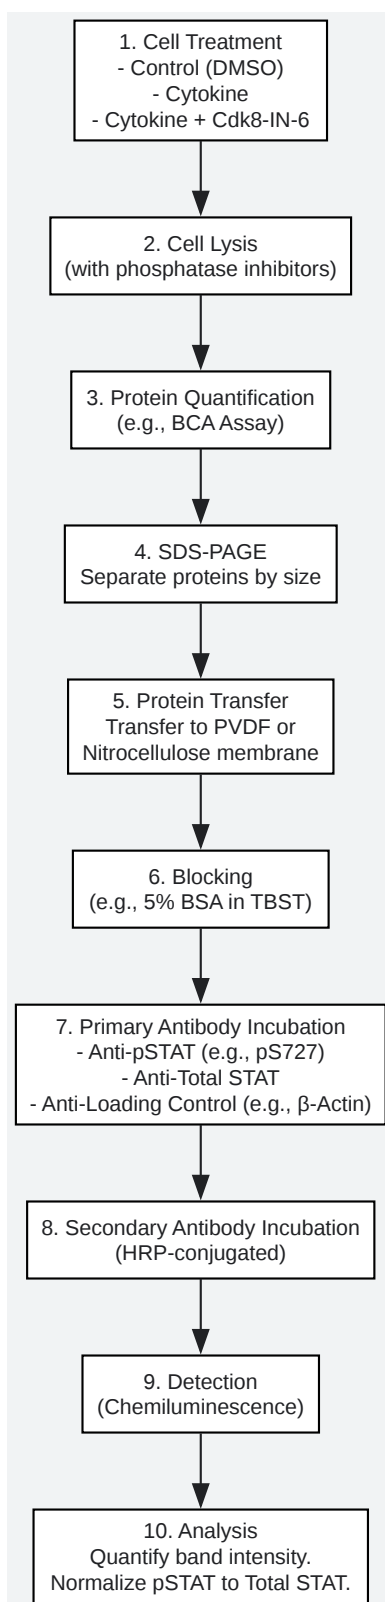 1. Cell Treatment
- Control (DMSO)
- Cytokine
- Cytokine + Cdk8-IN-6
2. Cell Lysis
(with phosphatase inhibitors)
3. Protein Quantification
(e.g., BCA Assay)
4. SDS-PAGE
Separate proteins by size
5. Protein Transfer
Transfer to PVDF or
Nitrocellulose membrane
6. Blocking
(e.g., 5% BSA in TBST)
7. Primary Antibody Incubation
- Anti-pSTAT (e.g., pS727)
- Anti-Total STAT
- Anti-Loading Control (e.g., β-Actin)
8. Secondary Antibody Incubation
(HRP-conjugated)
9. Detection
(Chemiluminescence)
10. Analysis
Quantify band intensity.
Normalize pSTAT to Total STAT.